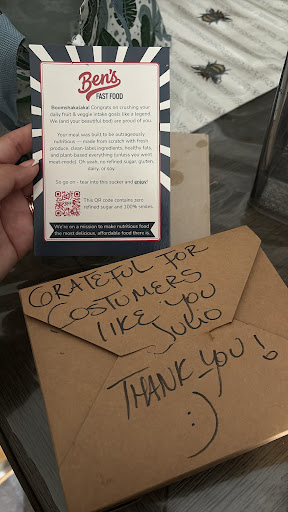 Ben's
FAST FOOD
Boomshakalaka! Congrats on crushing your
daily fruit & veggie intake goals like a legend.
We (and your beautiful bod) are proud of you.
Your meal was built to be outrageously
nutritious — made from scratch with fresh
produce, clean-label ingredients, healthy fats,
and plant-based everything (unless you went
mean-mode). Oh yeah, no refined sugar, gluten,
dairy, or soy.
So go on - tear into this sucker and enjoy!
This QR code contains zero
refined sugar and 100% smiles.
We're on a mission to make nutritious food
the most delicious, affordable food there is.
GRATEFUL FOR
COSTUMERS
LIKE YOU
JULIO
THANK YOU!
:)